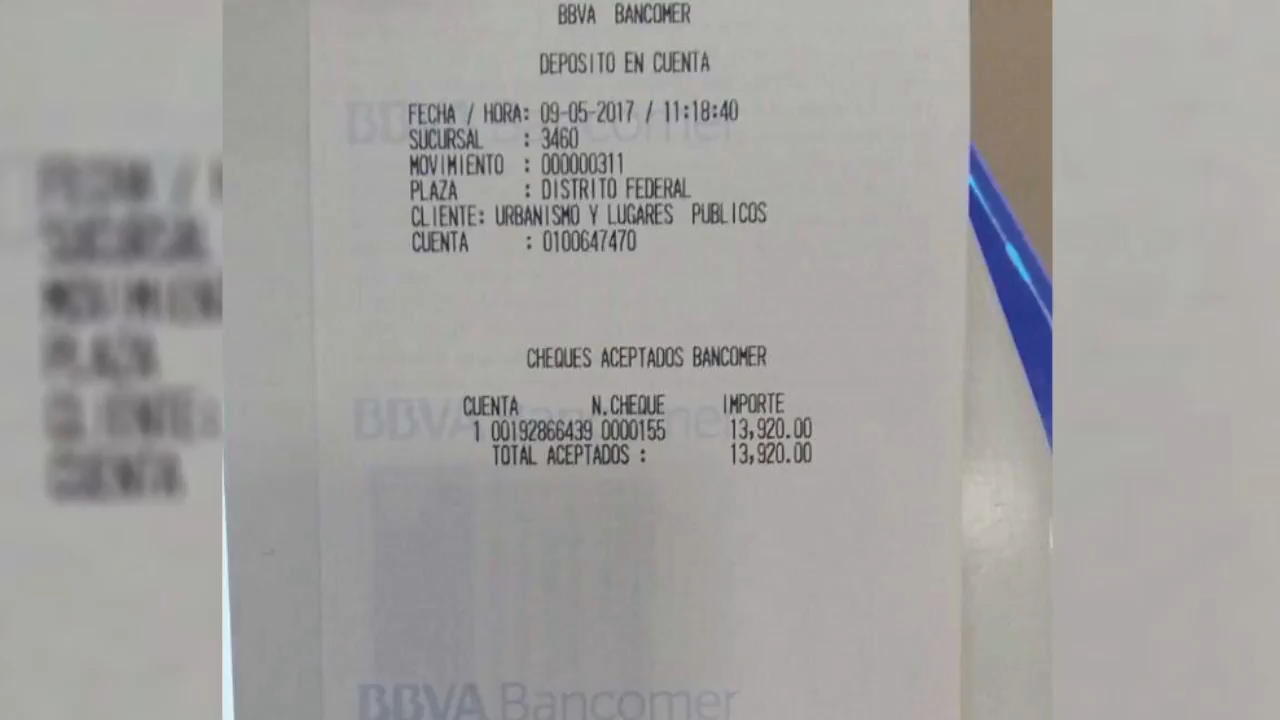 BBVA BANCOMER
DEPOSITO EN CUENTA
FECHA / HORA: 09-05-2017 / 11:18:40
SUCURSAL : 3460
MOVIMIENTO : 000000311
PLAZA : DISTRITO FEDERAL
CLIENTE: URBANISMO Y LUGARES PUBLICOS
CUENTA : 0100647470
CHEQUES ACEPTADOS BANCOMER
CUENTA N.CHEQUE IMPORTE
1 00192866439 0000155 13,920.00
TOTAL ACEPTADOS : 13,920.00
BBVA Bancomer